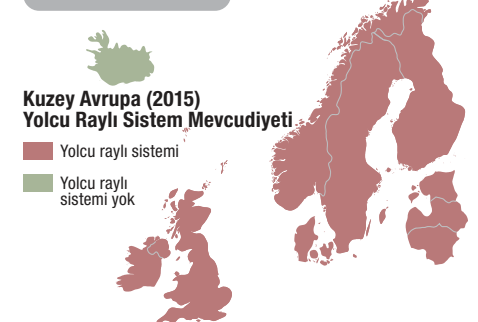 Kuzey Avrupa (2015)
Yolcu Raylı Sistem Mevcudiyeti
Yolcu raylı sistemi
Yolcu raylı
sistemi yok